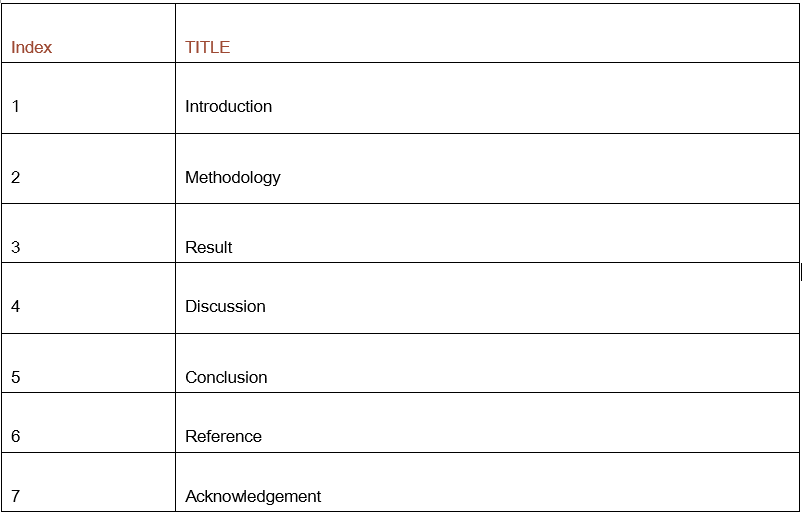 Index TITLE
1 Introduction
2 Methodology
3 Result
4 Discussion
5 Conclusion
6 Reference
7 Acknowledgement